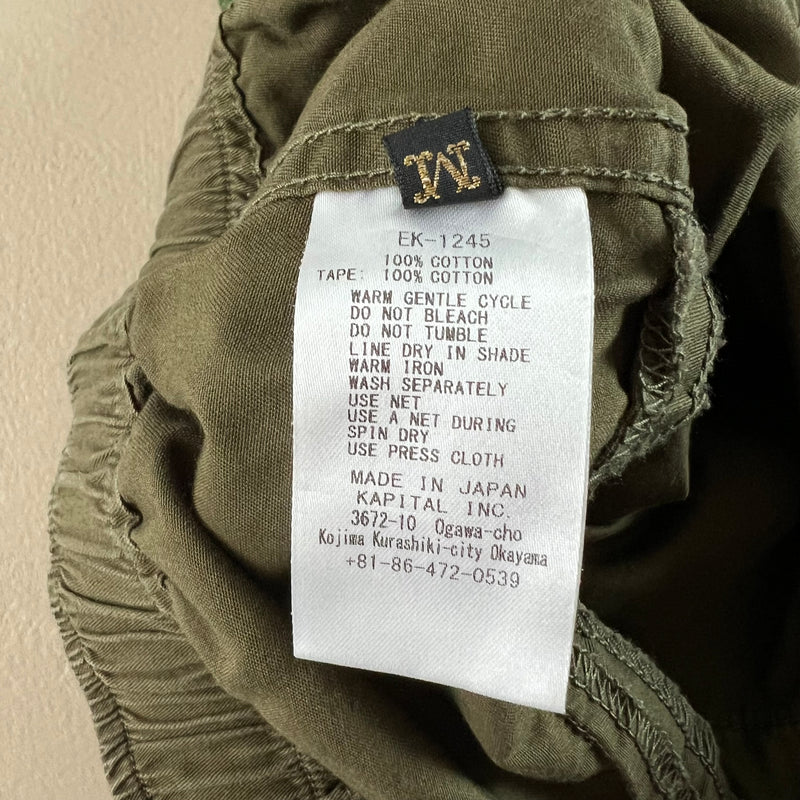 M
EK-1245
100% COTTON
TAPE: 100% COTTON
WARM GENTLE CYCLE
DO NOT BLEACH
DO NOT TUMBLE
LINE DRY IN SHADE
WARM IRON
WASH SEPARATELY
USE NET
USE A NET DURING
SPIN DRY
USE PRESS CLOTH
MADE IN JAPAN
KAPITAL INC.
3672-10 Ogawa-cho
Kojima Kurashiki-city Okayama
+81-86-472-0539